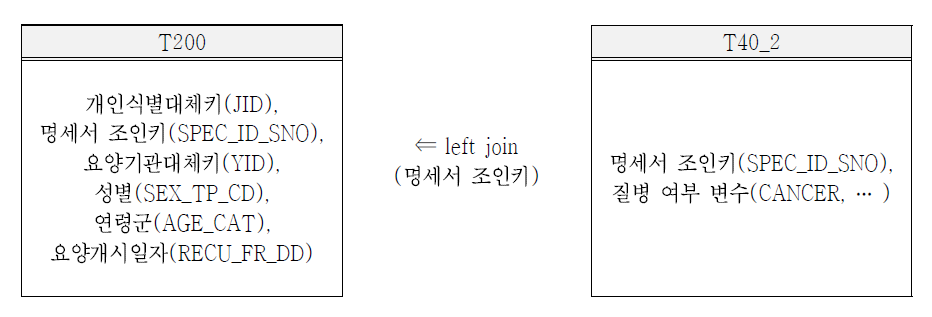 T200
개인식별대체키(JID),
명세서 조인키(SPEC_ID_SNO),
요양기관대체키(YID),
성별(SEX_TP_CD),
연령군(AGE_CAT),
요양개시일자(RECU_FR_DD)
⇐ left join
(명세서 조인키)
T40_2
명세서 조인키(SPEC_ID_SNO),
질병 여부 변수(CANCER, ⋯ )